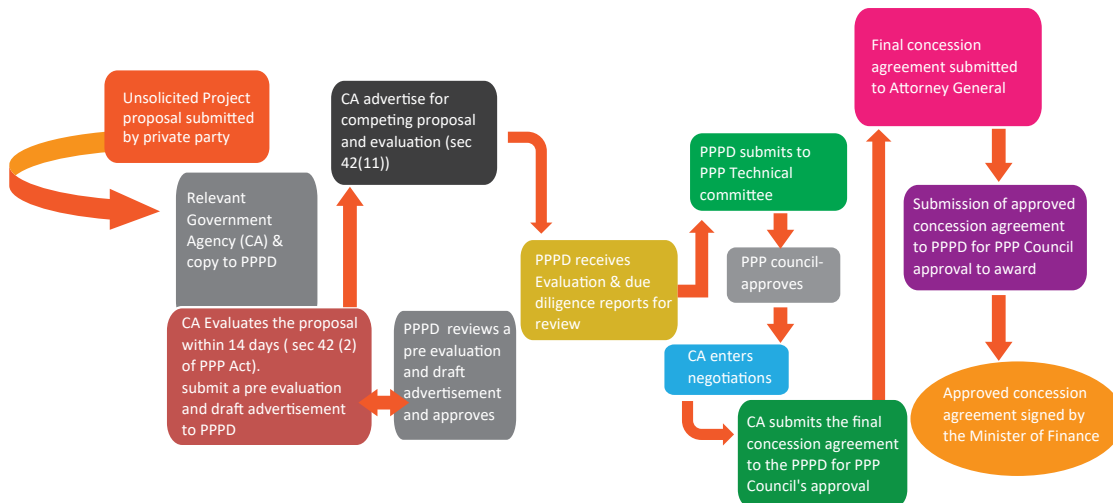 Unsolicited Project
proposal submitted
by private party
Relevant
Government
Agency (CA) &
copy to PPPD
CA Evaluates the proposal
within 14 days ( sec 42 (2)
of PPP Act).
submit a pre evaluation
and draft advertisement
to PPPD
PPPD  reviews a
pre evaluation
and draft
advertisement
and approves
CA advertise for
competing proposal
and evaluation (sec
42(11))
PPPD receives
Evaluation & due
diligence reports for
review
PPPD submits to
PPP Technical
committee
PPP council-
approves
CA enters
negotiations
CA submits the final
concession agreement
to the PPPD for PPP
Council's approval
Final concession
agreement submitted
to Attorney General
Submission of approved
concession agreement
to PPPD for PPP Council
approval to award
Approved concession
agreement signed by
the Minister of Finance